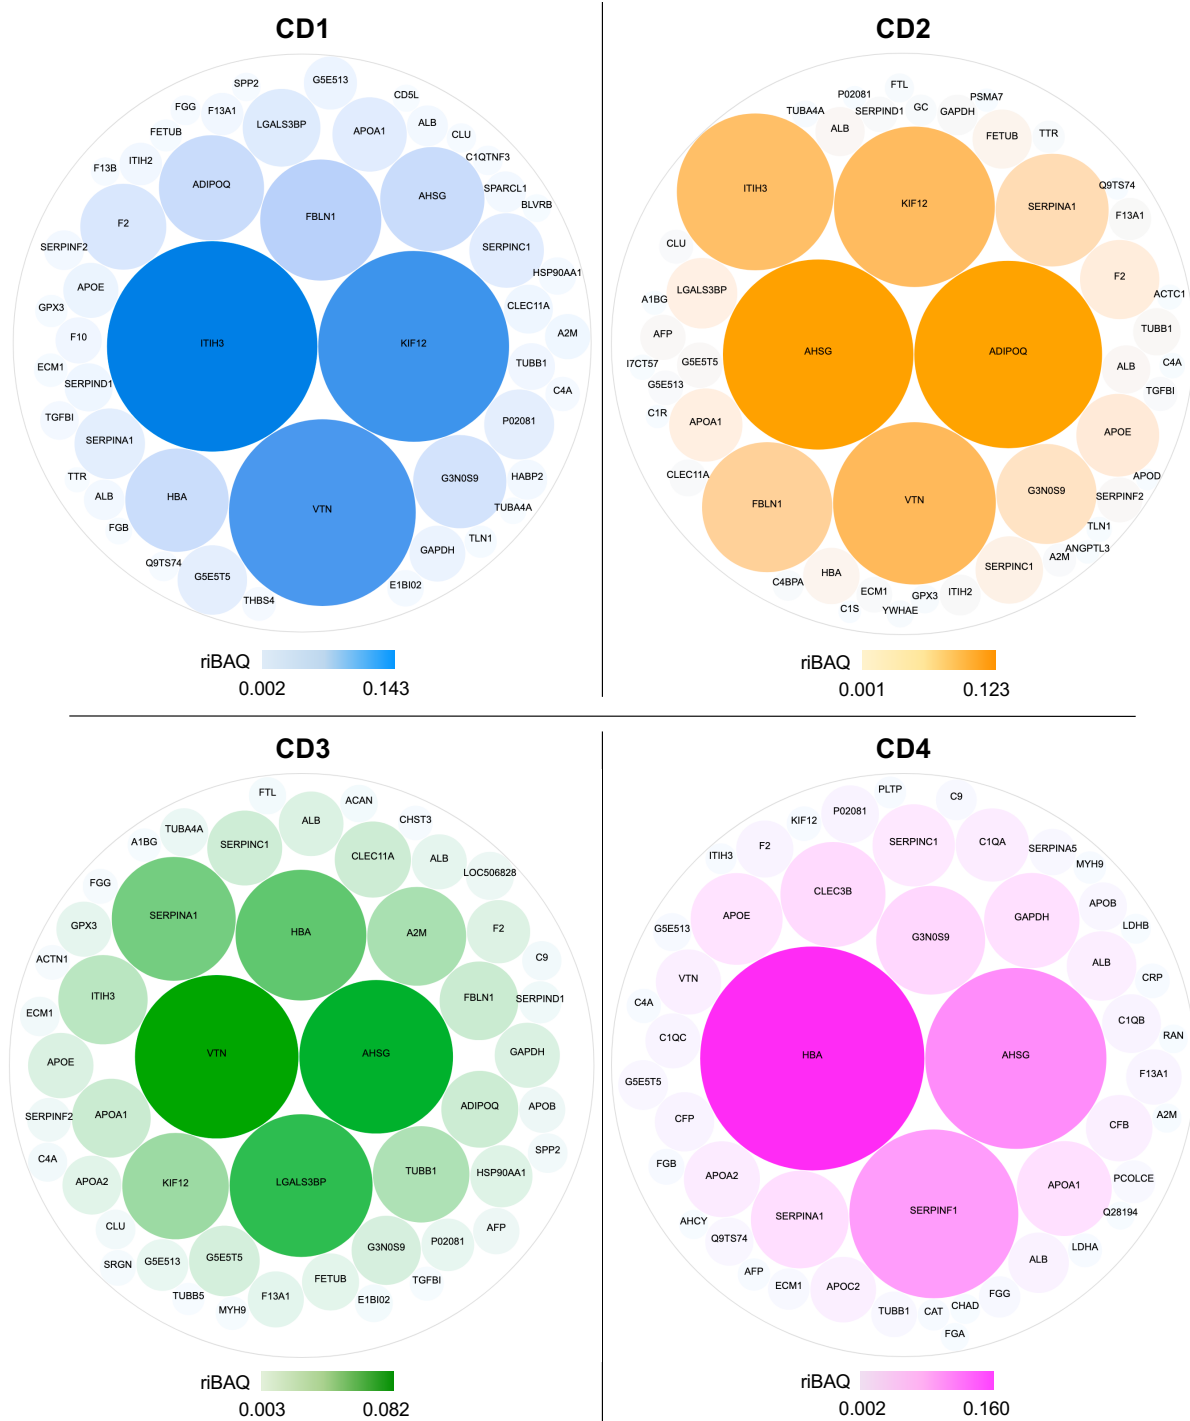 CD1
G5E513
SPP2
CD5L
FGG
F13A1
LGALS3BP
APOA1
ALB
FETUB
CLU
F13B
ITIH2
C1QTNF3
ADIPOQ
AHSG
SPARCL1
BLVRB
F2
FBLN1
SERPINF2
SERPINC1
HSP90AA1
APOE
GPX3
CLEC11A
F10
A2M
ITIH3
KIF12
ECM1
TUBB1
SERPIND1
C4A
TGFBI
P02081
SERPINA1
TTR
G3N0S9
HABP2
ALB
HBA
TUBA4A
FGB
VTN
TLN1
GAPDH
Q9TS74
G5E5T5
E1BI02
THBS4
riBAQ
0.002
0.143
CD2
FTL
P02081
PSMA7
TUBA4A
SERPIND1
GC
GAPDH
ALB
FETUB
TTR
ITIH3
KIF12
SERPINA1
Q9TS74
F13A1
CLU
F2
LGALS3BP
A1BG
ACTC1
AFP
TUBB1
AHSG
ADIPOQ
I7CT57
G5E5T5
ALB
C4A
G5E513
TGFBI
C1R
APOA1
APOE
CLEC11A
APOD
G3N0S9
SERPINF2
FBLN1
VTN
TLN1
ANGPTL3
A2M
C4BPA
HBA
SERPINC1
ECM1
GPX3
ITIH2
C1S
YWHAE
riBAQ
0.001
0.123
CD3
FTL
ACAN
ALB
CHST3
TUBA4A
A1BG
SERPINC1
CLEC11A
ALB
LOC506828
FGG
GPX3
SERPINA1
HBA
A2M
F2
ACTN1
C9
ITIH3
FBLN1
SERPIND1
ECM1
VTN
AHSG
GAPDH
APOE
SERPINF2
APOA1
ADIPOQ
APOB
SPP2
C4A
APOA2
KIF12
LGALS3BP
TUBB1
HSP90AA1
CLU
AFP
SRGN
G5E513
G5E5T5
G3N0S9
P02081
TUBB5
FETUB
TGFBI
MYH9
F13A1
E1BI02
riBAQ
0.003
0.082
CD4
PLTP
C9
P02081
KIF12
ITIH3
F2
SERPINC1
C1QA
SERPINA5
MYH9
CLEC3B
APOB
G5E513
APOE
G3N0S9
GAPDH
LDHB
VTN
ALB
CRP
C4A
C1QC
C1QB
RAN
HBA
AHSG
G5E5T5
F13A1
CFP
A2M
CFB
FGB
APOA2
APOA1
PCOLCE
SERPINF1
AHCY
SERPINA1
Q28194
Q9TS74
LDHA
AFP
ALB
ECM1
APOC2
FGG
TUBB1
CAT
CHAD
FGA
riBAQ
0.002
0.160